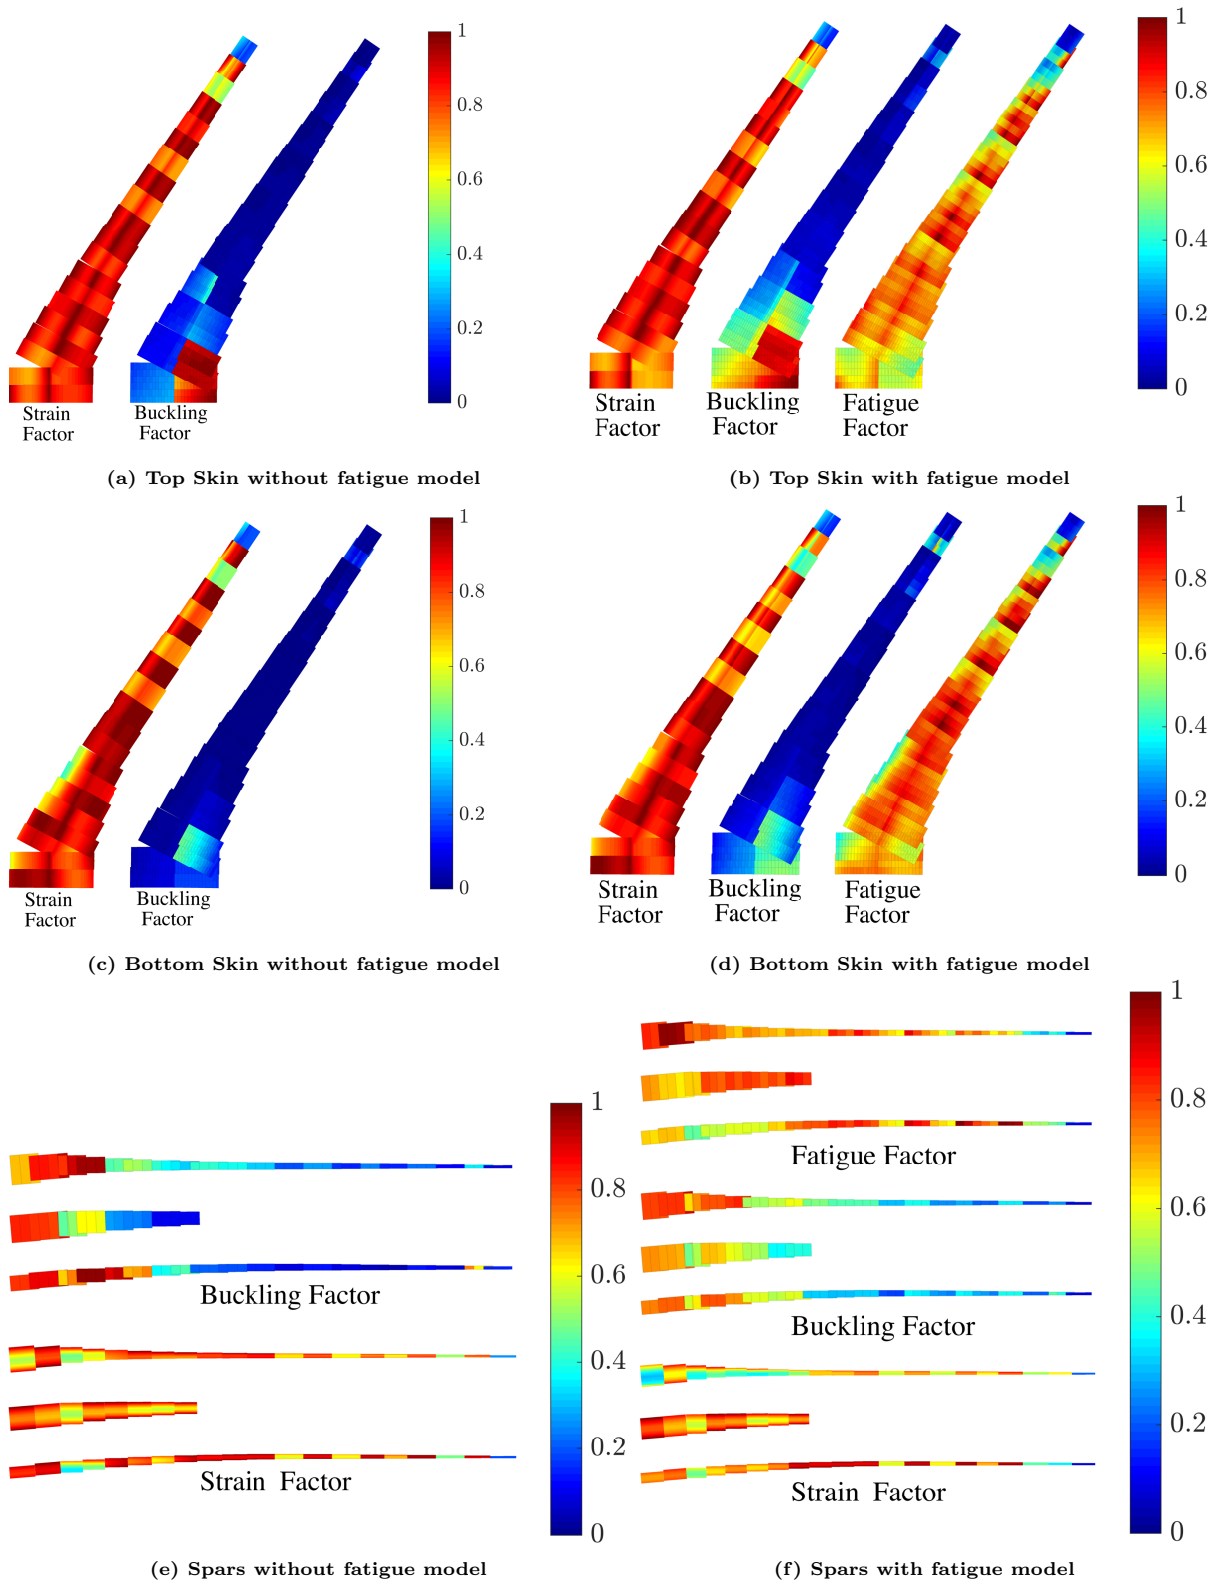 1
0.8
0.6
0.4
0.2
0
Strain
Factor
Buckling
Factor
(a) Top Skin without fatigue model
1
0.8
0.6
0.4
0.2
0
Strain
Factor
Buckling
Factor
Fatigue
Factor
(b) Top Skin with fatigue model
1
0.8
0.6
0.4
0.2
0
Strain
Factor
Buckling
Factor
(c) Bottom Skin without fatigue model
1
0.8
0.6
0.4
0.2
0
Strain
Factor
Buckling
Factor
Fatigue
Factor
(d) Bottom Skin with fatigue model
1
0.8
0.6
0.4
0.2
0
Buckling Factor
Strain Factor
(e) Spars without fatigue model
1
0.8
0.6
0.4
0.2
0
Fatigue Factor
Buckling Factor
Strain Factor
(f) Spars with fatigue model